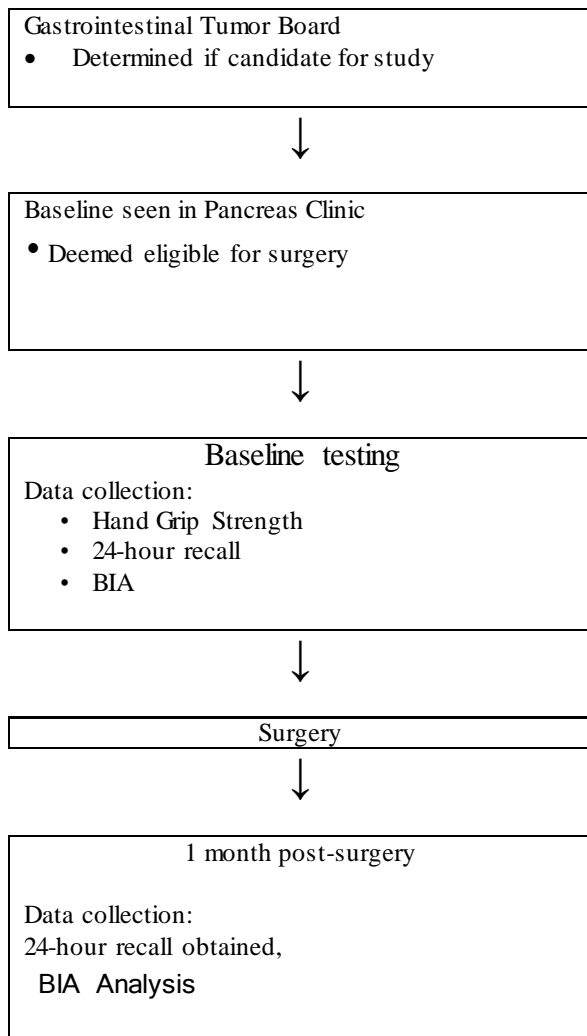 Gastrointestinal Tumor Board
• Determined if candidate for study
↓
Baseline seen in Pancreas Clinic
• Deemed eligible for surgery
↓
Baseline testing
Data collection:
• Hand Grip Strength
• 24-hour recall
• BIA
↓
Surgery
↓
1 month post-surgery
Data collection:
24-hour recall obtained,
BIA Analysis